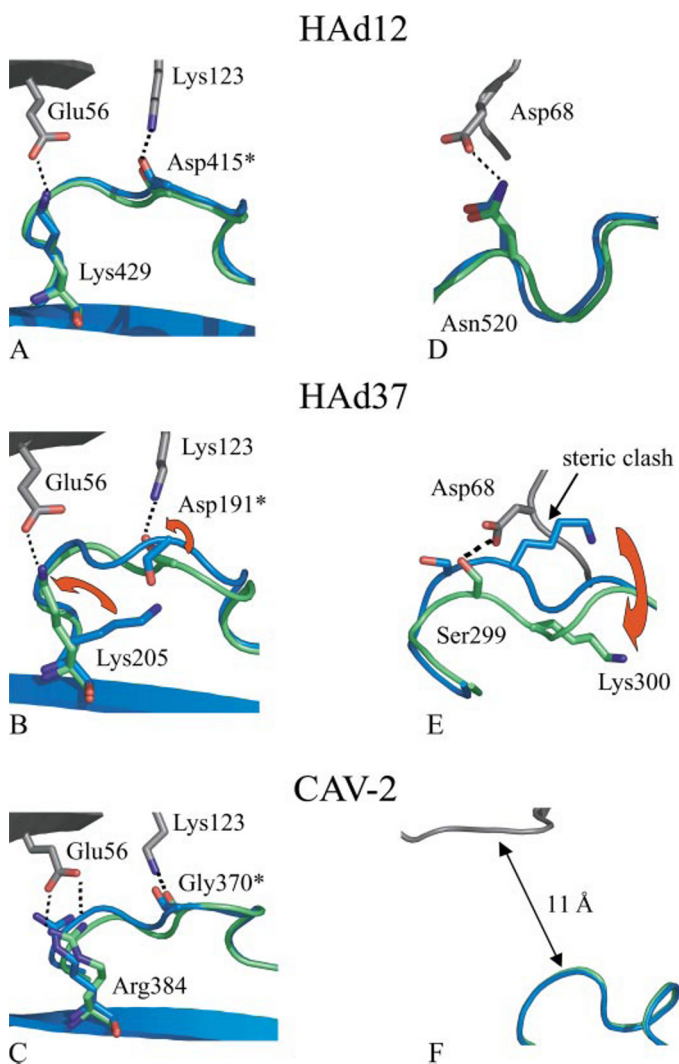 HAd12
Glu56
Lys123
Asp415*
Lys429
A
Asp68
Asn520
D
HAd37
Glu56
Lys123
Asp191*
Lys205
B
steric clash
Asp68
Ser299
Lys300
E
CAV-2
Glu56
Lys123
Gly370*
Arg384
C
11 Å
F